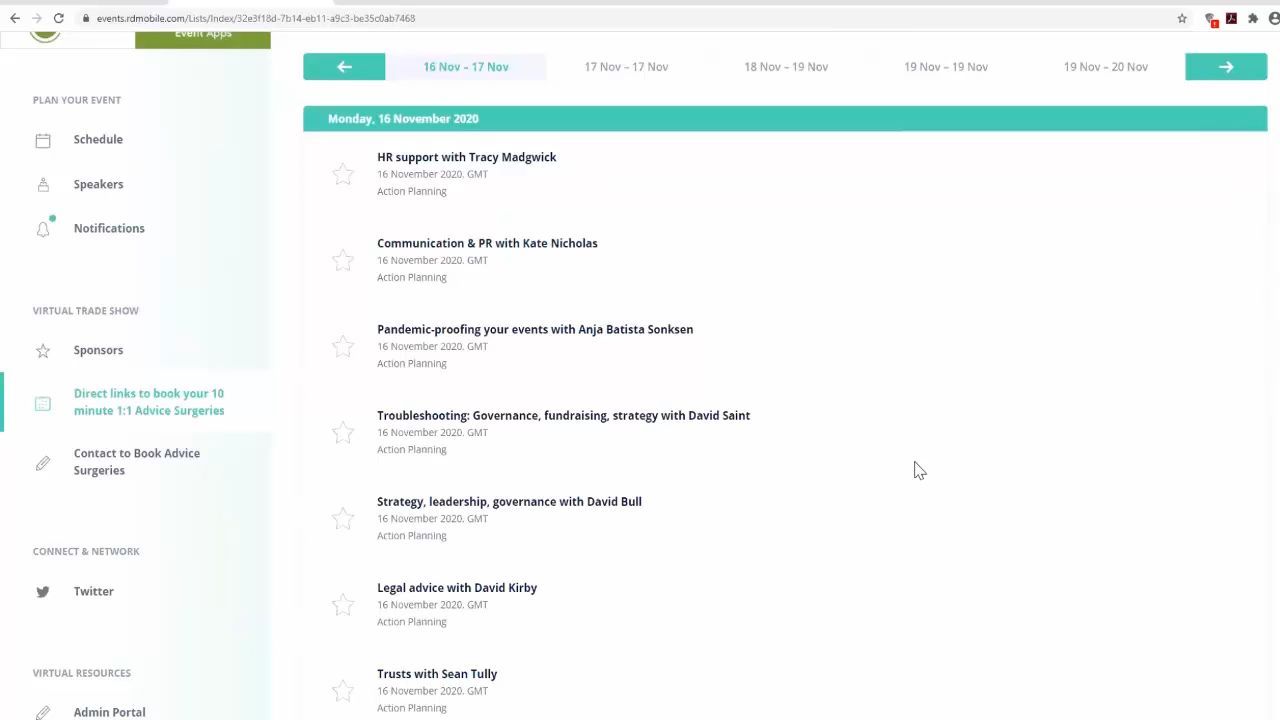 events.rdmobile.com/Lists/Index/32e3f18d-7b14-eb11-a9c3-be35c0ab7468
Event Apps
PLAN YOUR EVENT
Schedule
Speakers
Notifications
VIRTUAL TRADE SHOW
Sponsors
Direct links to book your 10
minute 1:1 Advice Surgeries
Contact to Book Advice
Surgeries
CONNECT & NETWORK
Twitter
VIRTUAL RESOURCES
Admin Portal
16 Nov – 17 Nov
17 Nov – 17 Nov
18 Nov – 19 Nov
19 Nov – 19 Nov
19 Nov – 20 Nov
Monday, 16 November 2020
HR support with Tracy Madgwick
16 November 2020. GMT
Action Planning
Communication & PR with Kate Nicholas
16 November 2020. GMT
Action Planning
Pandemic-proofing your events with Anja Batista Sonksen
16 November 2020. GMT
Action Planning
Troubleshooting: Governance, fundraising, strategy with David Saint
16 November 2020. GMT
Action Planning
Strategy, leadership, governance with David Bull
16 November 2020. GMT
Action Planning
Legal advice with David Kirby
16 November 2020. GMT
Action Planning
Trusts with Sean Tully
16 November 2020. GMT
Action Planning